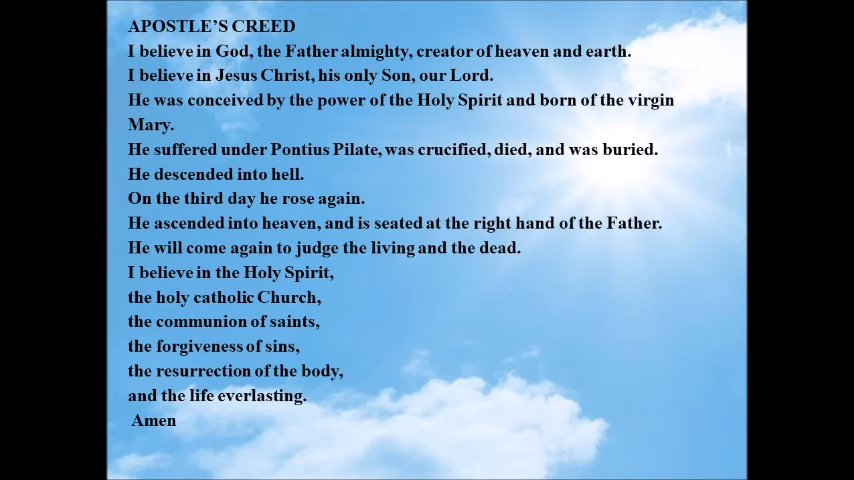 APOSTLE'S CREED
I believe in God, the Father almighty, creator of heaven and earth.
I believe in Jesus Christ, his only Son, our Lord.
He was conceived by the power of the Holy Spirit and born of the virgin
Mary.
He suffered under Pontius Pilate, was crucified, died, and was buried.
He descended into hell.
On the third day he rose again.
He ascended into heaven, and is seated at the right hand of the Father.
He will come again to judge the living and the dead.
I believe in the Holy Spirit,
the holy catholic Church,
the communion of saints,
the forgiveness of sins,
the resurrection of the body,
and the life everlasting.
Amen